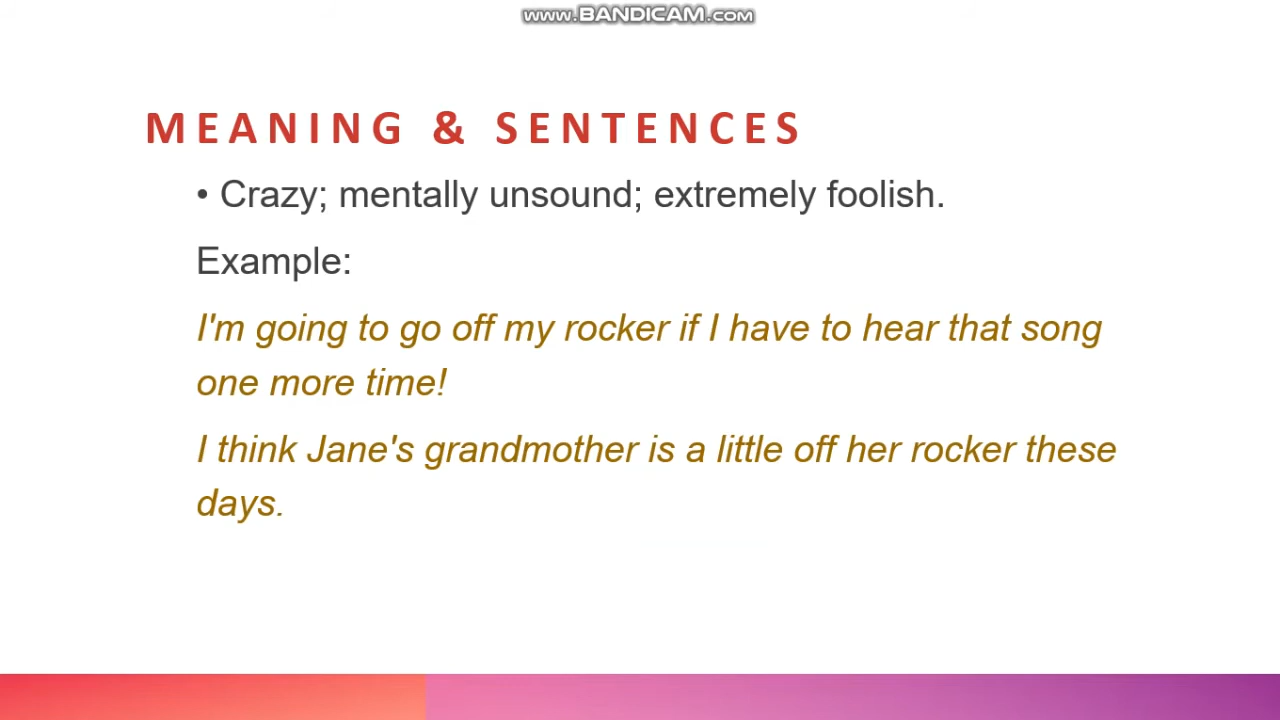 www.BANDICAM.com
MEANING & SENTENCES
• Crazy; mentally unsound; extremely foolish.
Example:
I'm going to go off my rocker if I have to hear that song
one more time!
I think Jane's grandmother is a little off her rocker these
days.